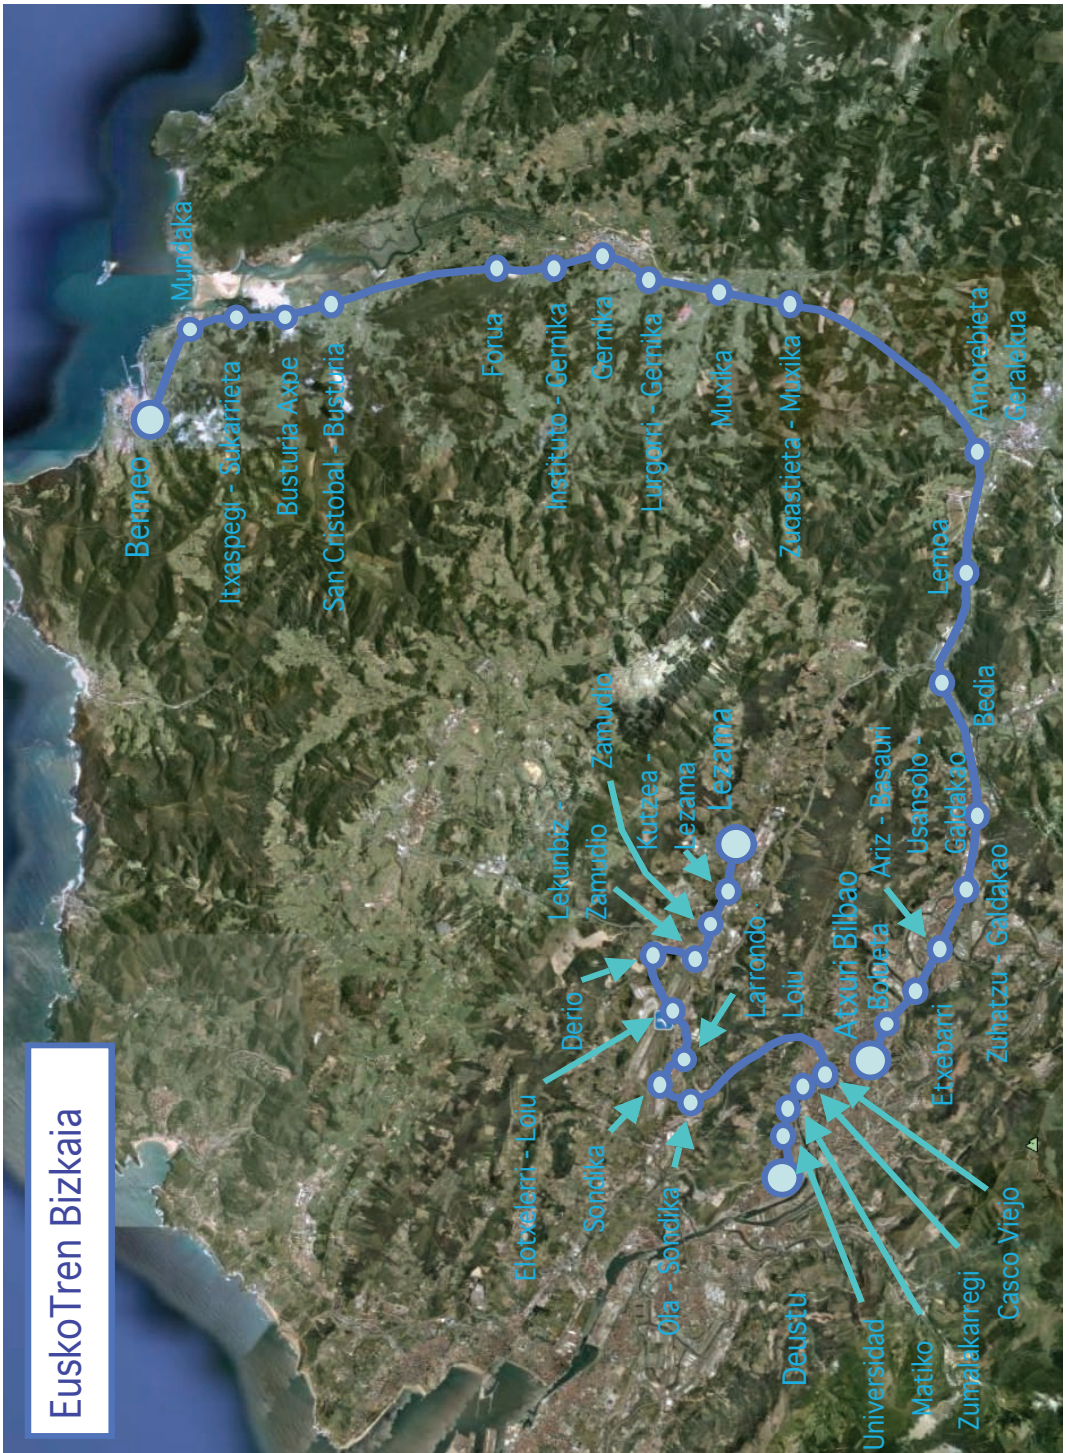 EuskoTren Bizkaia
Bermeo
Mundaka
Itxaspegi - Sukarrieta
Busturia Axpe
San Cristobal - Busturia
Forua
Instituto - Gernika
Gernika
Lurgorri - Gernika
Muxika
Zugastieta - Muxika
Amorebieta
Geralekua
Lemoa
Bedia
Usansolo -
Galdakao
Zuhatzu - Galdakao
Ariz - Basauri
Etxebarri
Bolueta
Atxuri Bilbao
Lezama
Kutzea -
Lezama
Zamudio
Lekunbiz -
Zamudio
Derio
Elotxelerri - Loiu
Larrondo
Loiu
Sondika
Ola - Sondika
Casco Viejo
Zumalakarregi
Matiko
Universidad
Deustu